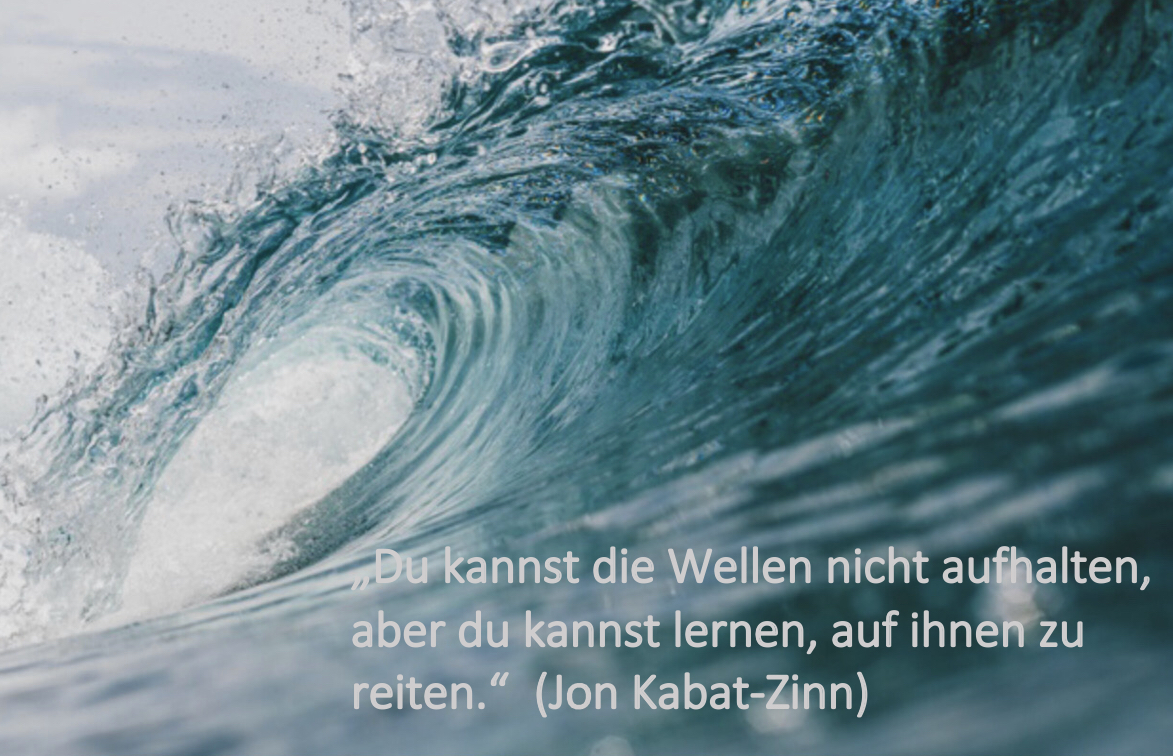 „Du kannst die Wellen nicht aufhalten,
aber du kannst lernen, auf ihnen zu
reiten.“ (Jon Kabat-Zinn)